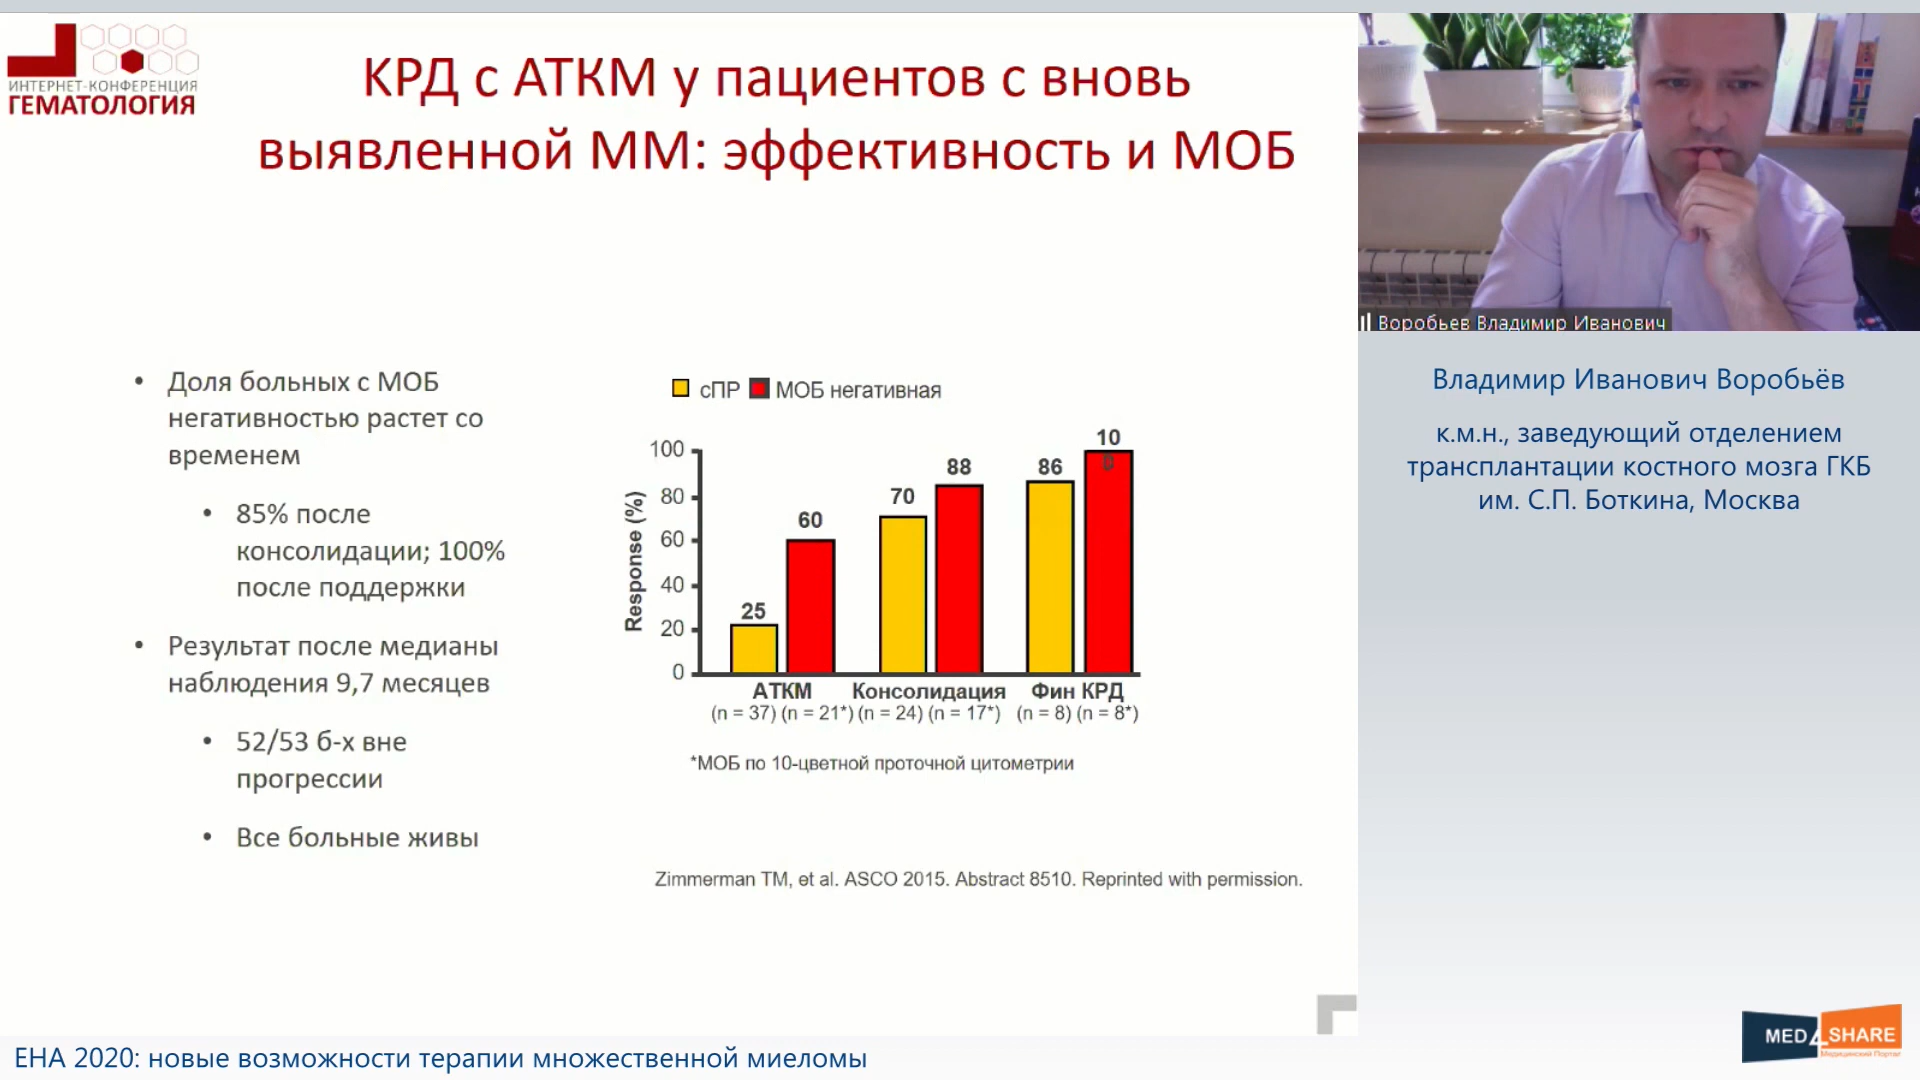 ИНТЕРНЕТ-КОНФЕРЕНЦИЯ
ГЕМАТОЛОГИЯ
КРД с АТКМ у пациентов с вновь
выявленной ММ: эффективность и МОБ
• Доля больных с МОБ
негативностью растет со
временем
• 85% после
консолидации; 100%
после поддержки
• Результат после медианы
наблюдения 9,7 месяцев
• 52/53 б-х вне
прогрессии
• Все больные живы
сПР МОБ негативная
Response (%)
100
80
60
40
20
0
25
60
70
88
86
10
0
АТКМ Консолидация Фин КРД
(n = 37) (n = 21*) (n = 24) (n = 17*) (n = 8) (n = 8*)
*МОБ по 10-цветной проточной цитометрии
Zimmerman TM, et al. ASCO 2015. Abstract 8510. Reprinted with permission.
Воробьев Владимир Иванович
Владимир Иванович Воробьёв
к.м.н., заведующий отделением
трансплантации костного мозга ГКБ
им. С.П. Боткина, Москва
MED4SHARE
Медицинский Портал
EHA 2020: новые возможности терапии множественной миеломы